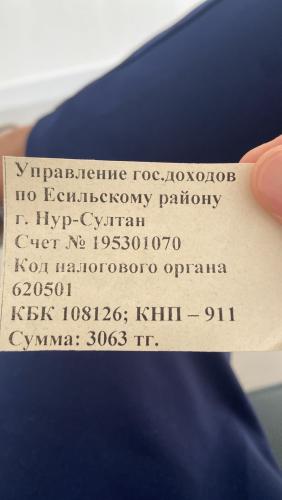 Управление гос.доходов
по Есильскому району
г. Нур-Султан
Счет № 195301070
Код налогового органа
620501
КБК 108126; КНП – 911
Сумма: 3063 тг.